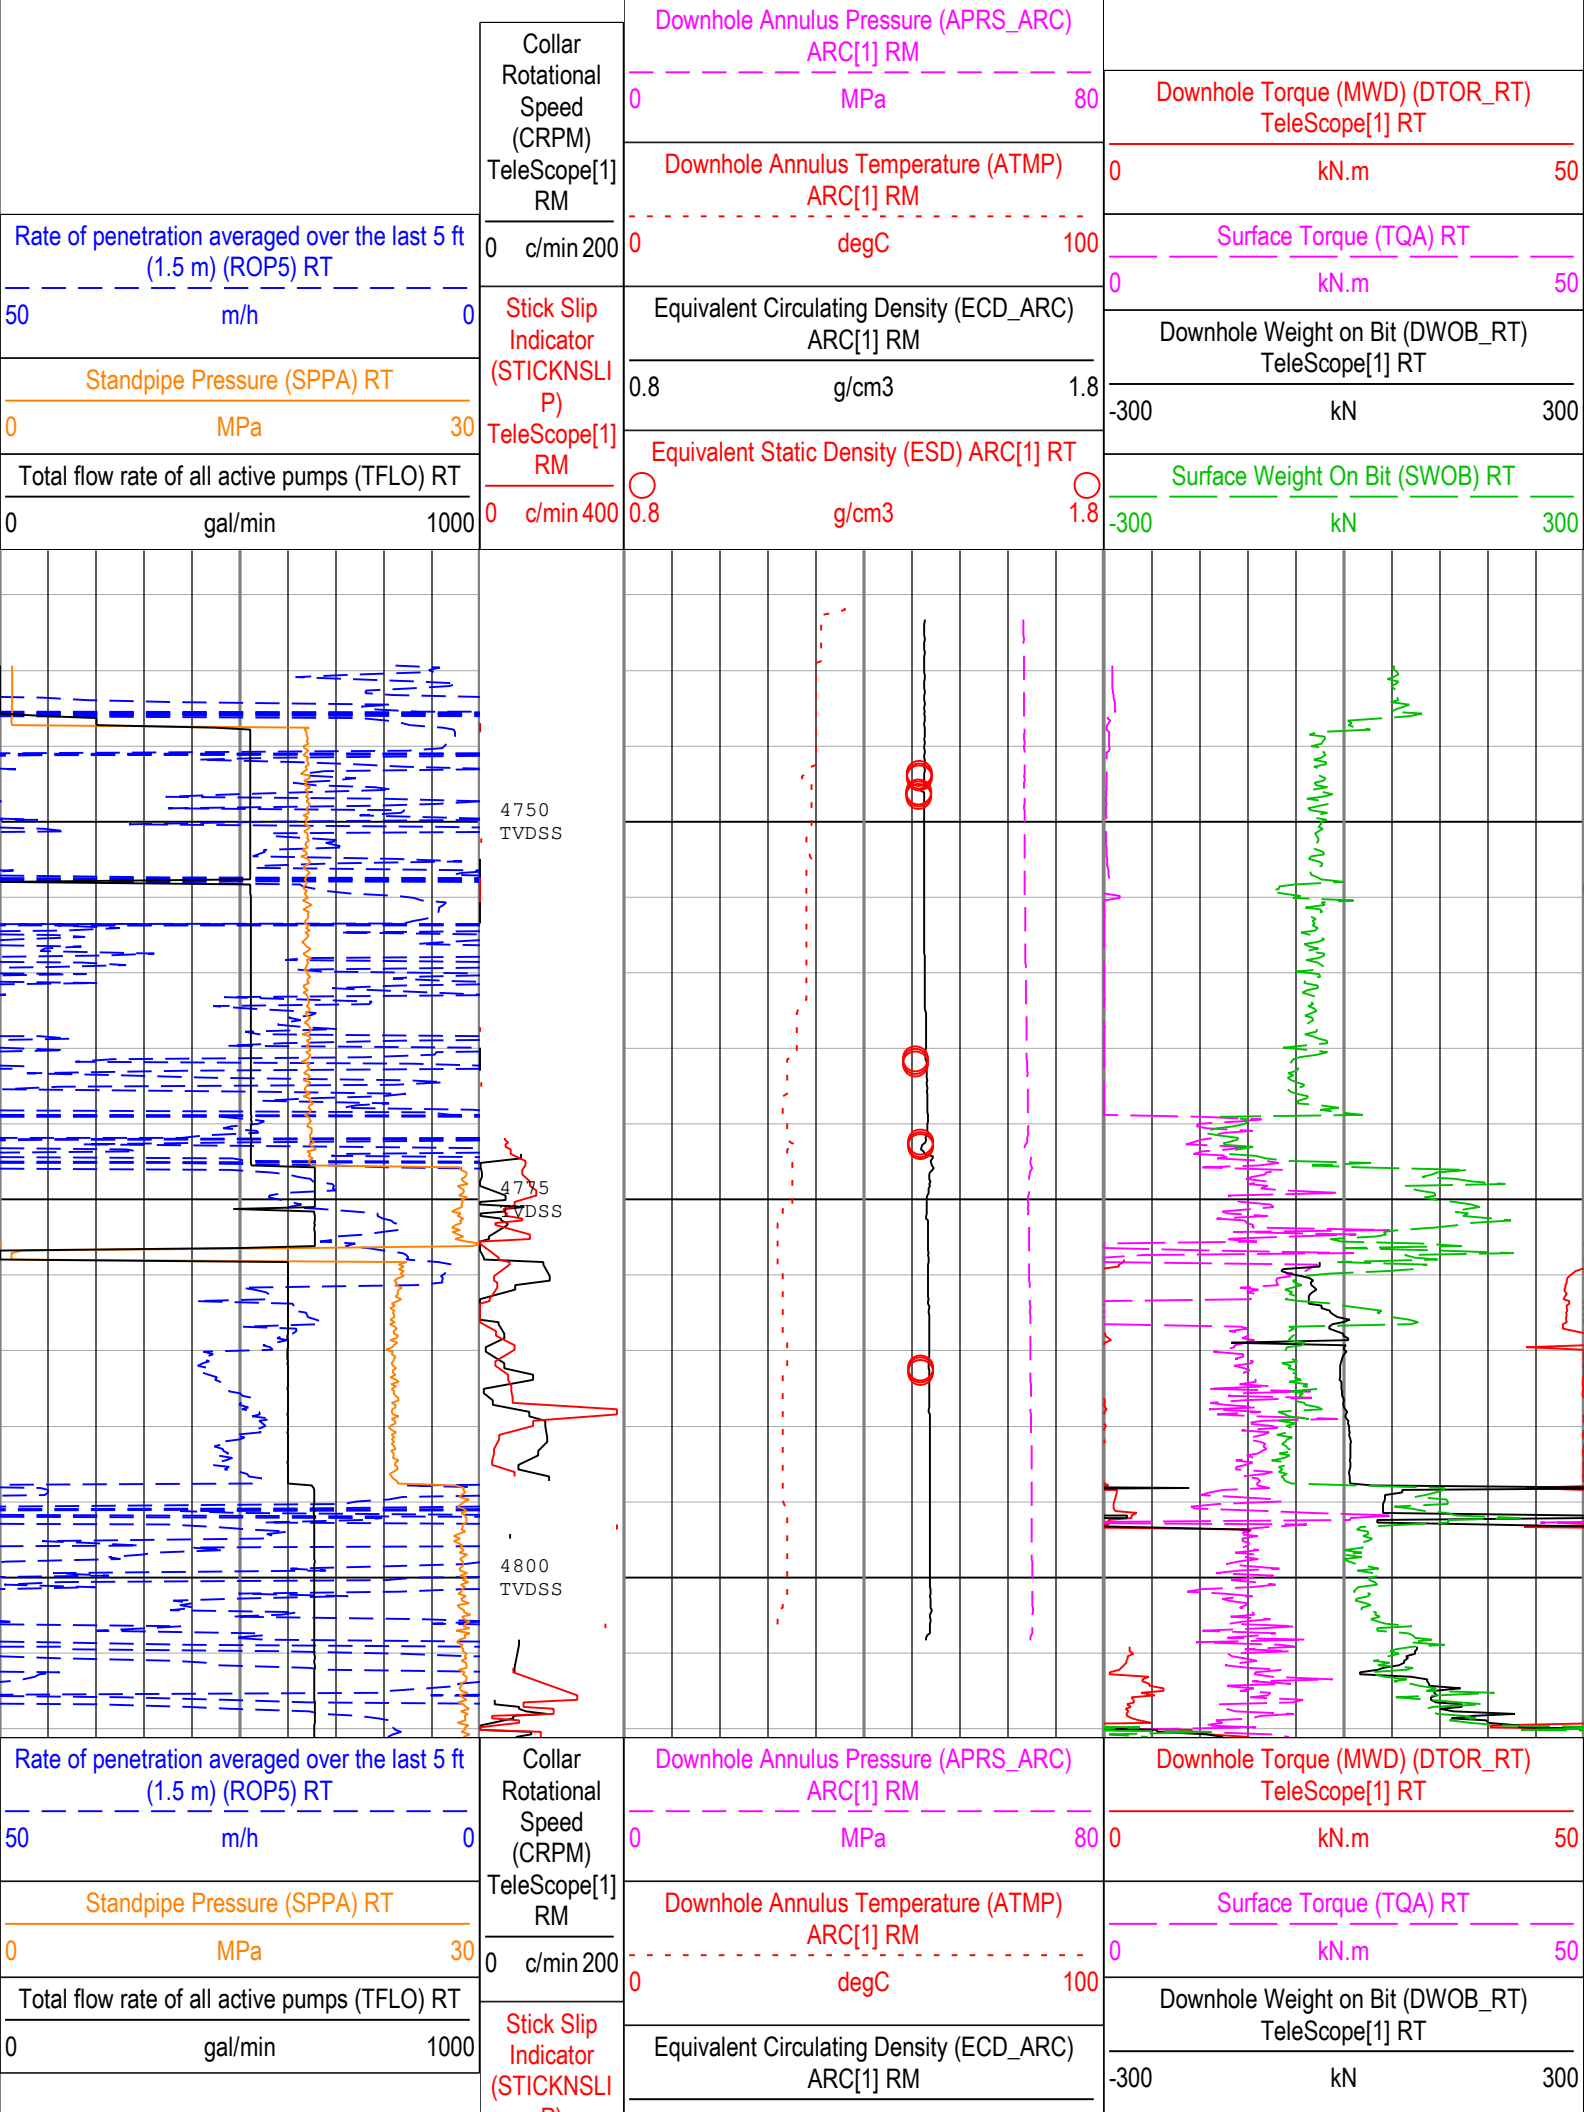 Rate of penetration averaged over the last 5 ft
(1.5 m) (ROP5) RT
50 m/h 0
Standpipe Pressure (SPPA) RT
0 MPa 30
Total flow rate of all active pumps (TFLO) RT
0 gal/min 1000
Collar
Rotational
Speed
(CRPM)
TeleScope[1]
RM
0 c/min 200
Stick Slip
Indicator
(STICKNSLI
P)
TeleScope[1]
RM
0 c/min 400
Downhole Annulus Pressure (APRS_ARC)
ARC[1] RM
0 MPa 80
Downhole Annulus Temperature (ATMP)
ARC[1] RM
0 degC 100
Equivalent Circulating Density (ECD_ARC)
ARC[1] RM
0.8 g/cm3 1.8
Equivalent Static Density (ESD) ARC[1] RT
0.8 g/cm3 1.8
Downhole Torque (MWD) (DTOR_RT)
TeleScope[1] RT
0 kN.m 50
Surface Torque (TQA) RT
0 kN.m 50
Downhole Weight on Bit (DWOB_RT)
TeleScope[1] RT
-300 kN 300
Surface Weight On Bit (SWOB) RT
-300 kN 300
4750
TVDSS
4775
TVDSS
4800
TVDSS
Rate of penetration averaged over the last 5 ft
(1.5 m) (ROP5) RT
50 m/h 0
Standpipe Pressure (SPPA) RT
0 MPa 30
Total flow rate of all active pumps (TFLO) RT
0 gal/min 1000
Collar
Rotational
Speed
(CRPM)
TeleScope[1]
RM
0 c/min 200
Stick Slip
Indicator
(STICKNSLI
P)
Downhole Annulus Pressure (APRS_ARC)
ARC[1] RM
0 MPa 80
Downhole Annulus Temperature (ATMP)
ARC[1] RM
0 degC 100
Equivalent Circulating Density (ECD_ARC)
ARC[1] RM
Downhole Torque (MWD) (DTOR_RT)
TeleScope[1] RT
0 kN.m 50
Surface Torque (TQA) RT
0 kN.m 50
Downhole Weight on Bit (DWOB_RT)
TeleScope[1] RT
-300 kN 300